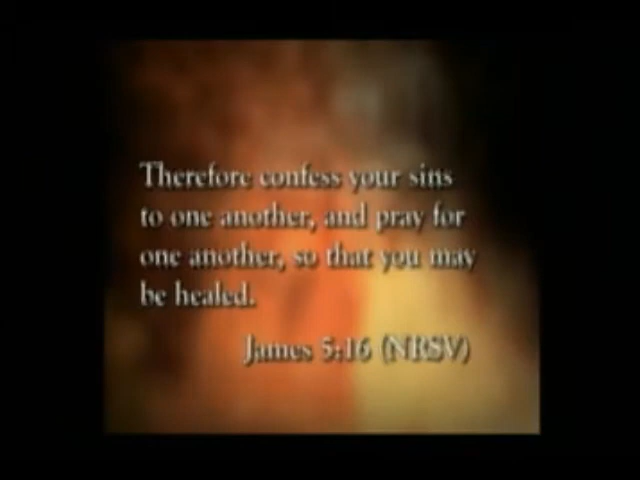 Therefore confess your sins
to one another, and pray for
one another, so that you may
be healed.
James 5:16 (NRSV)